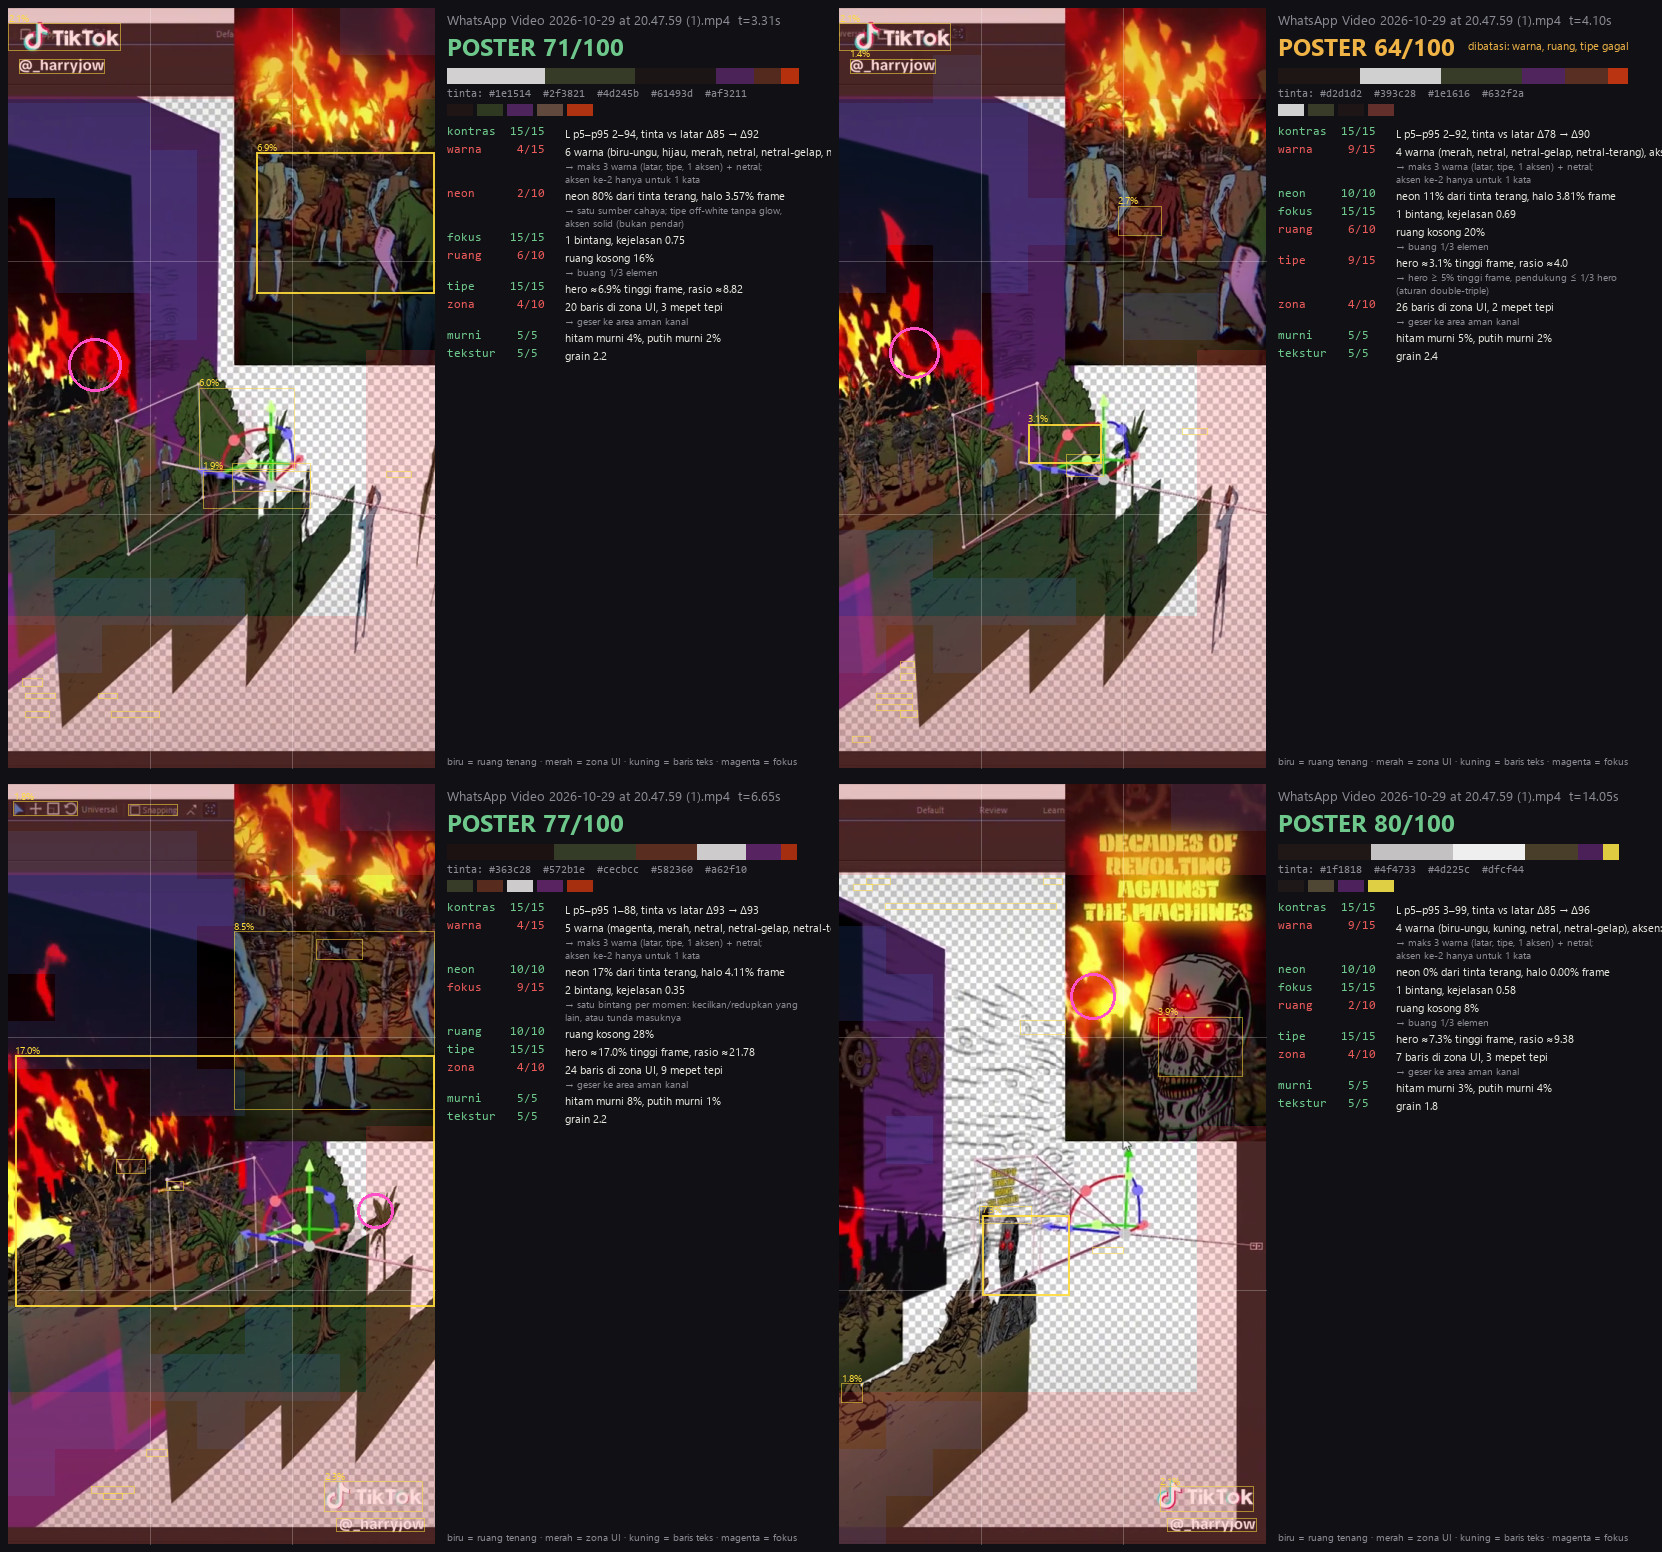 TikTok
@_harryjow
Defa
6.9%
6.0%
1.9%
WhatsApp Video 2026-10-29 at 20.47.59 (1).mp4 t=3.31s
POSTER 71/100
tinta: #1e1514 #2f3821 #4d245b #61493d #af3211
kontras 15/15 L p5–p95 2–94, tinta vs latar Δ85 → Δ92
warna 4/15 6 warna (biru-ungu, hijau, merah, netral, netral-gelap, n
→ maks 3 warna (latar, tipe, 1 aksen) + netral;
aksen ke-2 hanya untuk 1 kata
neon 2/10 neon 80% dari tinta terang, halo 3.57% frame
→ satu sumber cahaya; tipe off-white tanpa glow,
aksen solid (bukan pendar)
fokus 15/15 1 bintang, kejelasan 0.75
ruang 6/10 ruang kosong 16%
→ buang 1/3 elemen
tipe 15/15 hero ≈6.9% tinggi frame, rasio ≈8.82
zona 4/10 20 baris di zona UI, 3 mepet tepi
→ geser ke area aman kanal
murni 5/5 hitam murni 4%, putih murni 2%
tekstur 5/5 grain 2.2
biru = ruang tenang · merah = zona UI · kuning = baris teks · magenta = fokus
TikTok
1.4%
@_harryjow
2.7%
3.1%
WhatsApp Video 2026-10-29 at 20.47.59 (1).mp4 t=4.10s
POSTER 64/100 dibatasi: warna, ruang, tipe gagal
tinta: #d2d1d2 #393c28 #1e1616 #632f2a
kontras 15/15 L p5–p95 2–92, tinta vs latar Δ78 → Δ90
warna 9/15 4 warna (merah, netral, netral-gelap, netral-terang), aks
→ maks 3 warna (latar, tipe, 1 aksen) + netral;
aksen ke-2 hanya untuk 1 kata
neon 10/10 neon 11% dari tinta terang, halo 3.81% frame
fokus 15/15 1 bintang, kejelasan 0.69
ruang 6/10 ruang kosong 20%
→ buang 1/3 elemen
tipe 9/15 hero ≈3.1% tinggi frame, rasio ≈4.0
→ hero ≥ 5% tinggi frame, pendukung ≤ 1/3 hero
(aturan double-triple)
zona 4/10 26 baris di zona UI, 2 mepet tepi
→ geser ke area aman kanal
murni 5/5 hitam murni 5%, putih murni 2%
tekstur 5/5 grain 2.4
biru = ruang tenang · merah = zona UI · kuning = baris teks · magenta = fokus
Universal Snapping
8.5%
17.0%
TikTok
@_harryjow
WhatsApp Video 2026-10-29 at 20.47.59 (1).mp4 t=6.65s
POSTER 77/100
tinta: #363c28 #572b1e #cecbcc #582360 #a62f10
kontras 15/15 L p5–p95 1–88, tinta vs latar Δ93 → Δ93
warna 4/15 5 warna (magenta, merah, netral, netral-gelap, netral-t
→ maks 3 warna (latar, tipe, 1 aksen) + netral;
aksen ke-2 hanya untuk 1 kata
neon 10/10 neon 17% dari tinta terang, halo 4.11% frame
fokus 9/15 2 bintang, kejelasan 0.35
→ satu bintang per momen: kecilkan/redupkan yang
lain, atau tunda masuknya
ruang 10/10 ruang kosong 28%
tipe 15/15 hero ≈17.0% tinggi frame, rasio ≈21.78
zona 4/10 24 baris di zona UI, 9 mepet tepi
→ geser ke area aman kanal
murni 5/5 hitam murni 8%, putih murni 1%
tekstur 5/5 grain 2.2
biru = ruang tenang · merah = zona UI · kuning = baris teks · magenta = fokus
Default Review Learn
DECADES OF
REVOLTING
AGAINST
THE MACHINES
3.9%
1.8%
TikTok
@_harryjow
WhatsApp Video 2026-10-29 at 20.47.59 (1).mp4 t=14.05s
POSTER 80/100
tinta: #1f1818 #4f4733 #4d225c #dfcf44
kontras 15/15 L p5–p95 3–99, tinta vs latar Δ85 → Δ96
warna 9/15 4 warna (biru-ungu, kuning, netral, netral-gelap), aksen:
→ maks 3 warna (latar, tipe, 1 aksen) + netral;
aksen ke-2 hanya untuk 1 kata
neon 10/10 neon 0% dari tinta terang, halo 0.00% frame
fokus 15/15 1 bintang, kejelasan 0.58
ruang 2/10 ruang kosong 8%
→ buang 1/3 elemen
tipe 15/15 hero ≈7.3% tinggi frame, rasio ≈9.38
zona 4/10 7 baris di zona UI, 3 mepet tepi
→ geser ke area aman kanal
murni 5/5 hitam murni 3%, putih murni 4%
tekstur 5/5 grain 1.8
biru = ruang tenang · merah = zona UI · kuning = baris teks · magenta = fokus